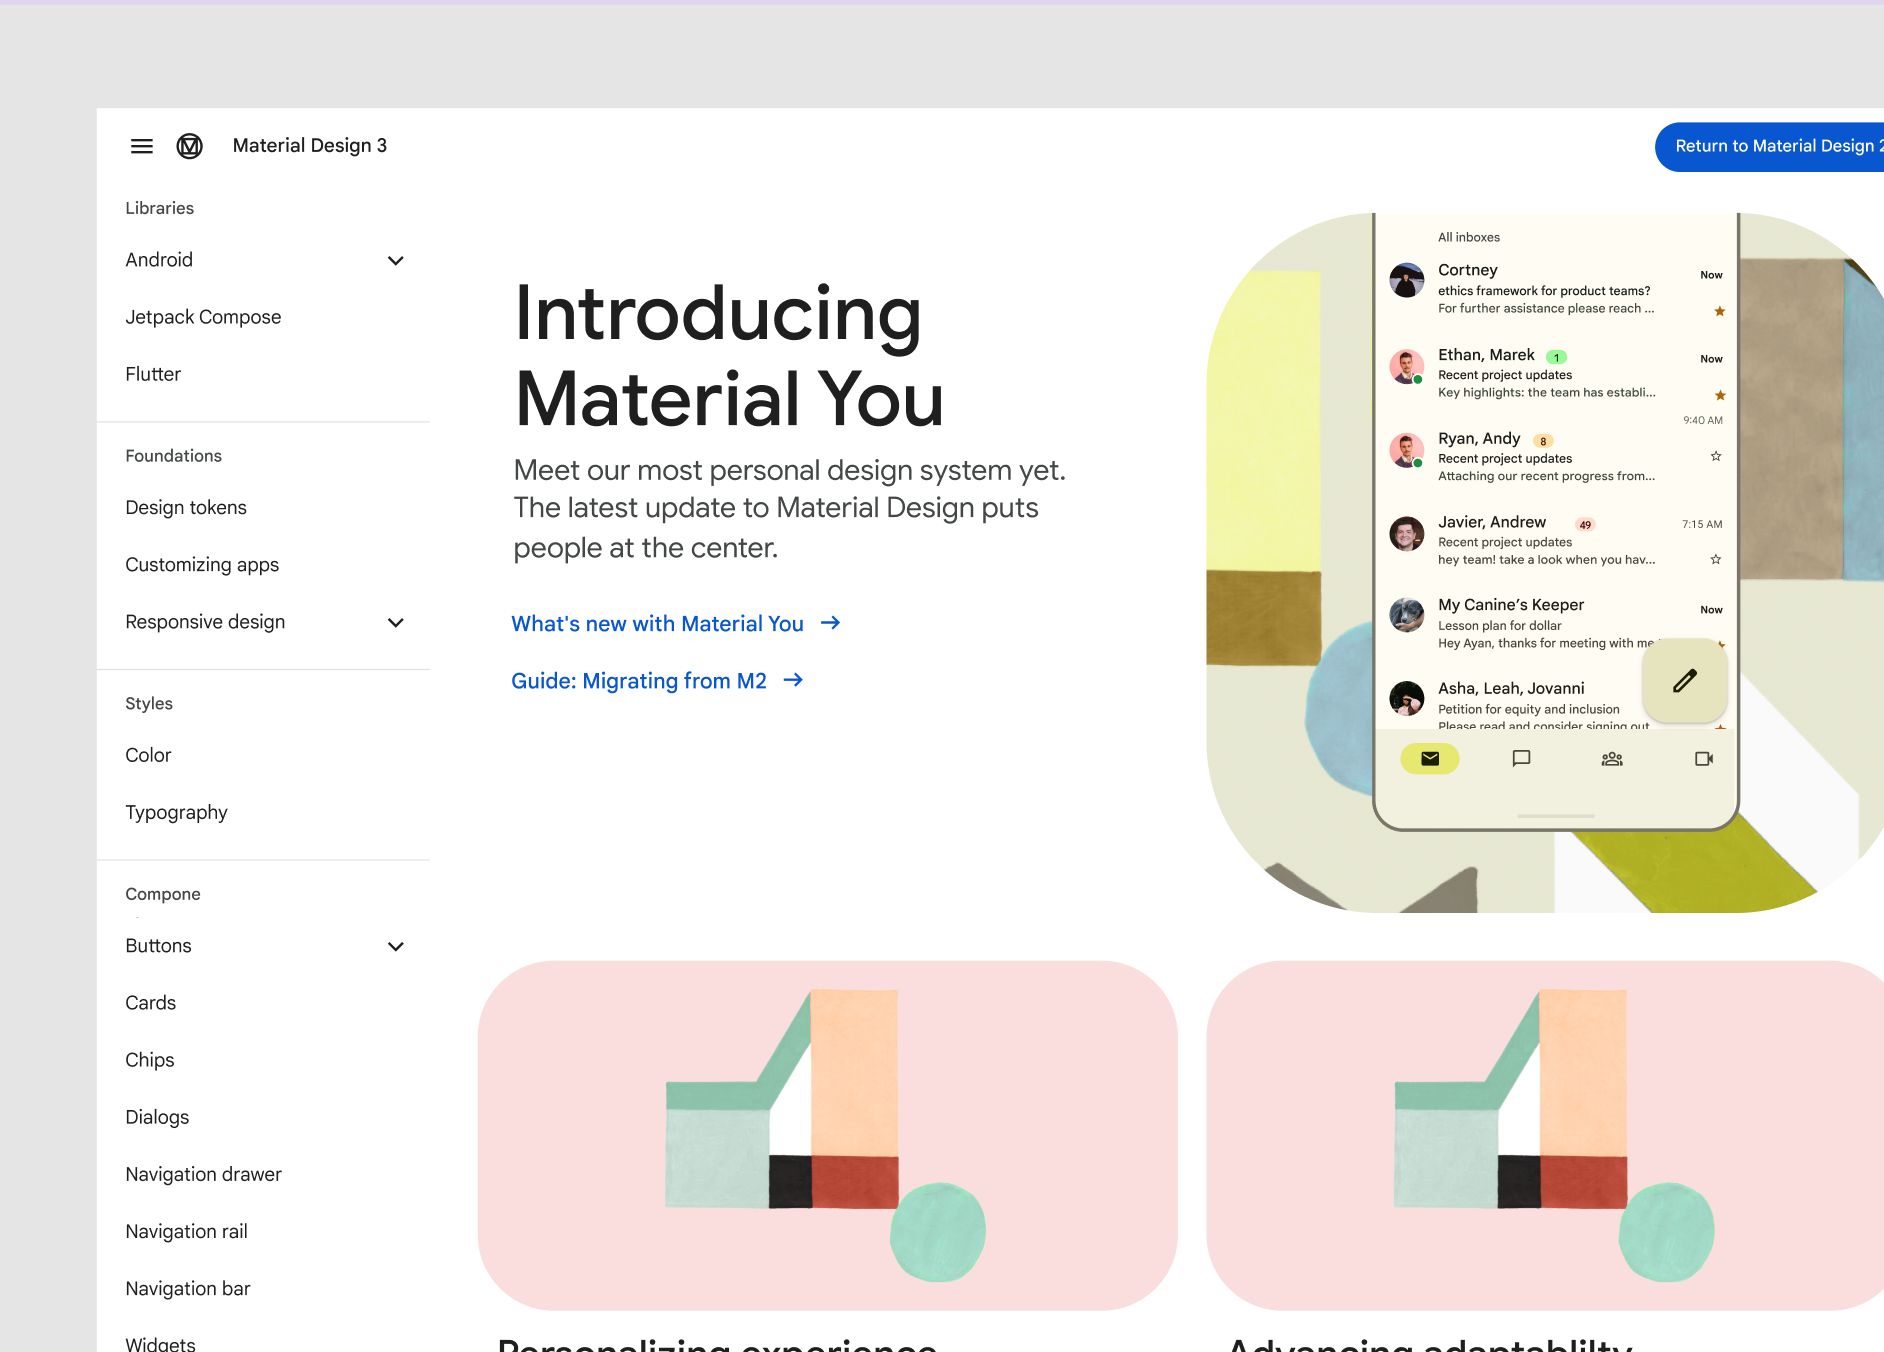 Material Design 3
Return to Material Design 2
Libraries
Android
Jetpack Compose
Flutter
Foundations
Design tokens
Customizing apps
Responsive design
Styles
Color
Typography
Compone
Buttons
Cards
Chips
Dialogs
Navigation drawer
Navigation rail
Navigation bar
Widgets
Introducing
Material You
Meet our most personal design system yet.
The latest update to Material Design puts
people at the center.
What's new with Material You
Guide: Migrating from M2
All inboxes
Cortney
Now
ethics framework for product teams?
For further assistance please reach ...
Ethan, Marek 1
Now
Recent project updates
Key highlights: the team has establi...
9:40 AM
Ryan, Andy 8
Recent project updates
Attaching our recent progress from...
Javier, Andrew 49
7:15 AM
Recent project updates
hey team! take a look when you hav...
My Canine’s Keeper
Now
Lesson plan for dollar
Hey Ayan, thanks for meeting with me
Asha, Leah, Jovanni
Petition for equity and inclusion
Please read and consider signing out
Personalizing experience
Advancing adaptablilty